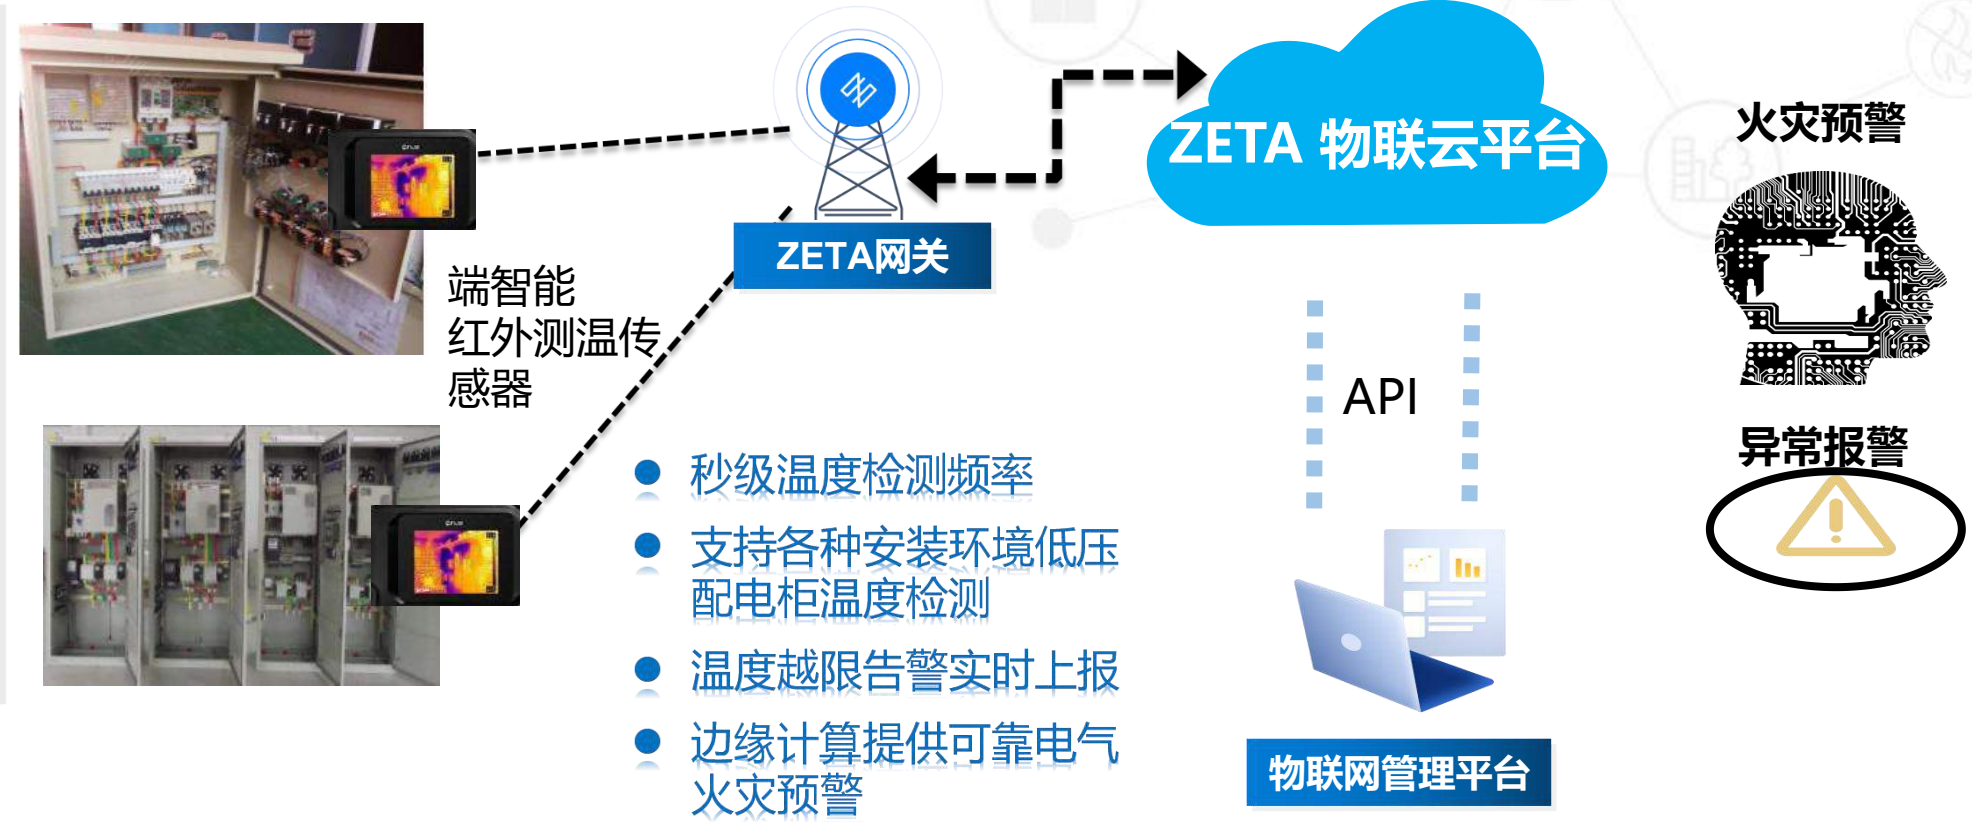 ZETA 物联云平台
火灾预警
ZETA网关
端智能
红外测温传
感器
API
异常报警
秒级温度检测频率
支持各种安装环境低压
配电柜温度检测
温度越限告警实时上报
边缘计算提供可靠电气
火灾预警
物联网管理平台